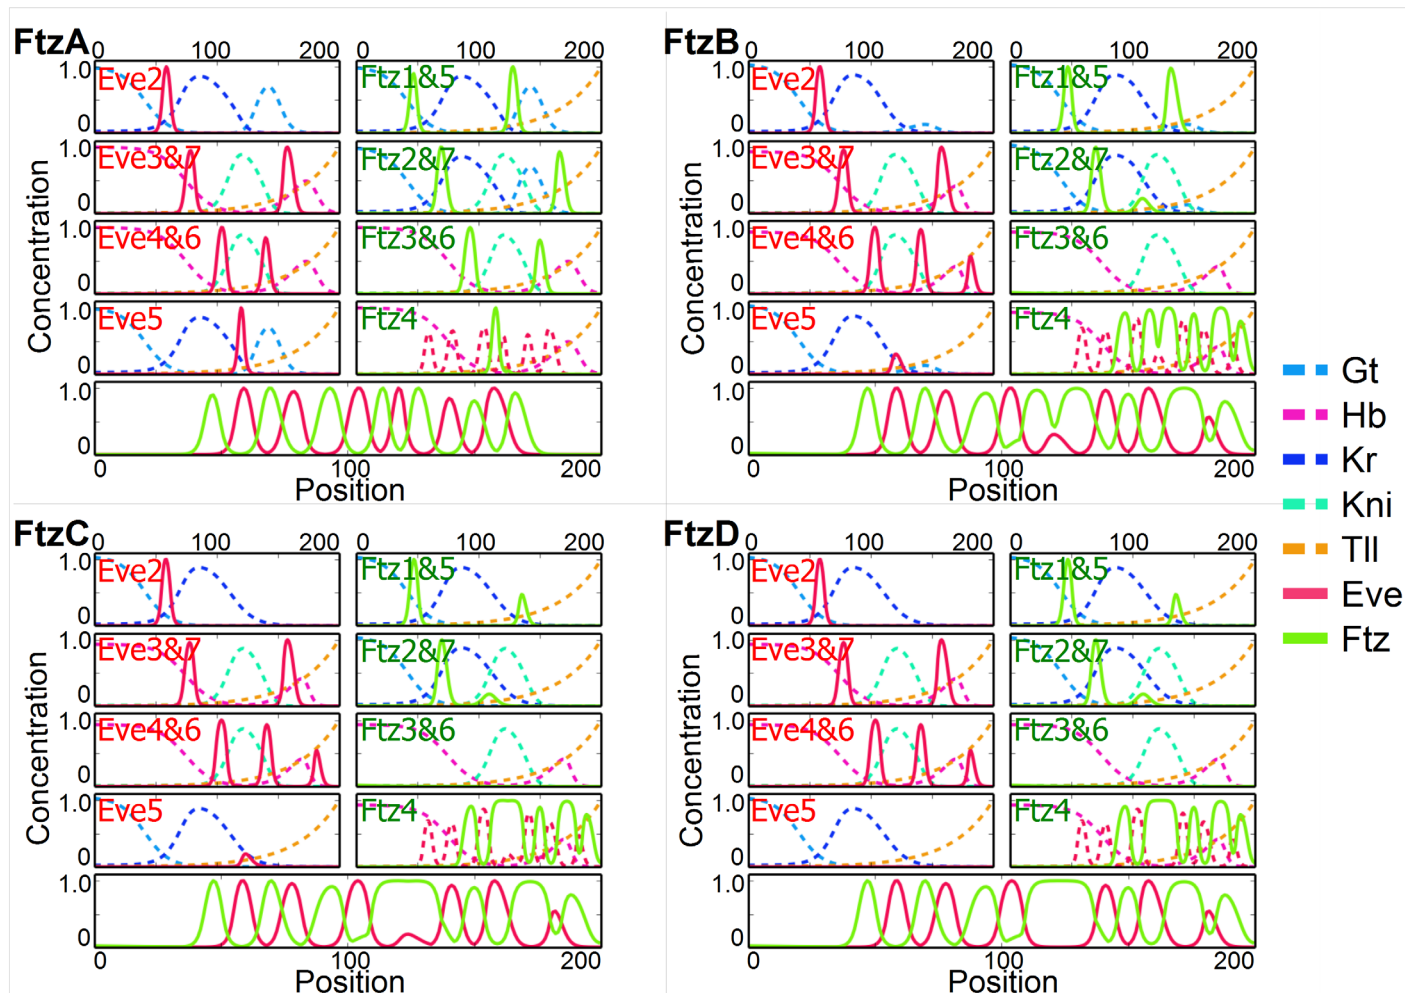 FtzA
0 100 200 0 100 200
1.0 Eve2 Ftz1&5
0
1.0 Eve3&7 Ftz2&7
0
1.0 Eve4&6 Ftz3&6
0
1.0 Eve5 Ftz4
0
1.0
0
0 100 200
Position
Concentration
FtzB
0 100 200 0 100 200
1.0 Eve2 Ftz1&5
0
1.0 Eve3&7 Ftz2&7
0
1.0 Eve4&6 Ftz3&6
0
1.0 Eve5 Ftz4
0
1.0
0
0 100 200
Position
Concentration
Gt
Hb
Kr
Kni
Tll
Eve
Ftz
FtzC
0 100 200 0 100 200
1.0 Eve2 Ftz1&5
0
1.0 Eve3&7 Ftz2&7
0
1.0 Eve4&6 Ftz3&6
0
1.0 Eve5 Ftz4
0
1.0
0
0 100 200
Position
Concentration
FtzD
0 100 200 0 100 200
1.0 Eve2 Ftz1&5
0
1.0 Eve3&7 Ftz2&7
0
1.0 Eve4&6 Ftz3&6
0
1.0 Eve5 Ftz4
0
1.0
0
0 100 200
Position
Concentration